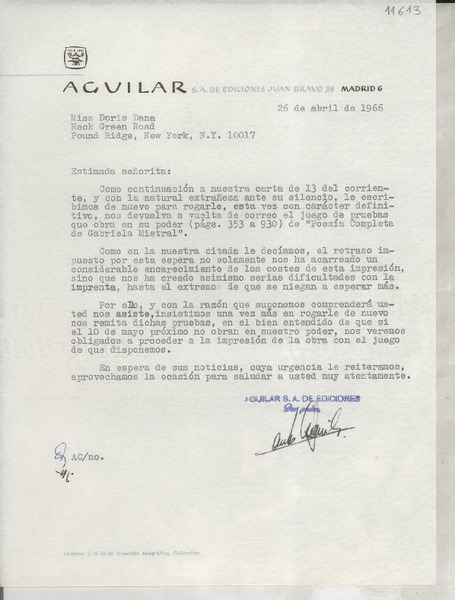 11613
AGUILAR S.A. DE EDICIONES JUAN BRAVO 38 MADRID 6
26 de abril de 1966
Miss Doris Dana
Hack Green Road
Pound Ridge, New York, N.Y. 10017
Estimada señorita:
Como continuación a nuestra carta de 13 del corrien-
te, y con la natural extrañeza ante su silencio, le escri-
bimos de nuevo para rogarle, esta vez con carácter defini-
tivo, nos devuelva a vuelta de correo el juego de pruebas
que obra en su poder (págs. 353 a 930) de "Poesía Completa
de Gabriela Mistral".
Como en la nuestra citada le decíamos, el retraso im-
puesto por esta espera no solamente nos ha acarreado un
considerable encarecimiento de los costes de esta impresión,
sino que nos ha creado asimismo serias dificultades con la
imprenta, hasta el extremo de que se niegan a esperar más.
Por ello, y con la razón que suponemos comprenderá us-
ted nos asiste, insistimos una vez más en rogarle de nuevo
nos remita dichas pruebas, en el bien entendido de que si
el 10 de mayo próximo no obran en nuestro poder, nos veremos
obligados a proceder a la impresión de la obra con el juego
de que disponemos.
En espera de sus noticias, cuya urgencia le reiteramos,
aprovechamos la ocasión para saludar a usted muy atentamente.
AGUILAR S. A. DE EDICIONES
AC/mo.